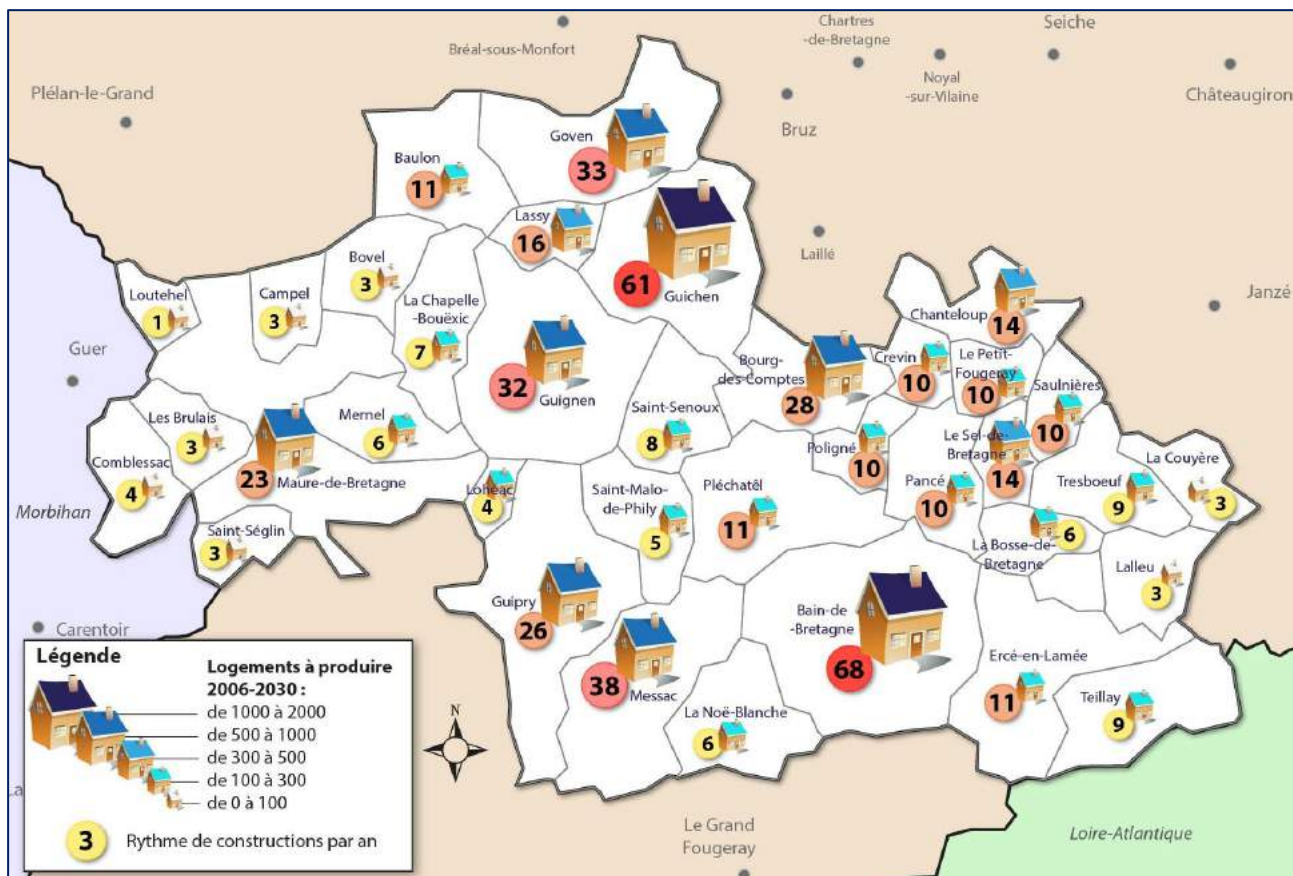 Bréal-sous-Monfort
Chartres
-de-Bretagne
Seiche
Noyal
-sur-Vilaine
Plélan-le-Grand
Châteaugiron
Bruz
Goven
33
Baulon
11
Lassy
16
Laillé
61
Guichen
Bovel
3
Loutehel
1
Campel
3
La Chapelle
-Bouëxic
7
Janzé
Chanteloup
14
Guer
32
Guignen
Bourg-
des-Comptes
28
Crevin
10
Le Petit-
Fougeray
10
Saulnières
10
Les Brulais
3
Mernel
6
Saint-Senoux
8
Comblessac
4
23
Maure-de-Bretagne
Poligné
10
Le Sel-de-
Bretagne
14
La Couyère
3
Lohéac
4
Saint-Malo-
de-Phily
5
Pléchatêl
11
Pancé
10
Tresboeuf
9
Morbihan
Saint-Séglin
3
6
La Bosse-de-
Bretagne
Lalleu
3
Guipry
26
Bain-de
-Bretagne
68
Carentoir
38
Messac
Ercé-en-Lamée
11
Teillay
9
La Noë-Blanche
6
N
La
Légende
Logements à produire
2006-2030 :
de 1000 à 2000
de 500 à 1000
de 300 à 500
de 100 à 300
de 0 à 100
3
Rythme de constructions par an
Le Grand
Fougeray
Loire-Atlantique